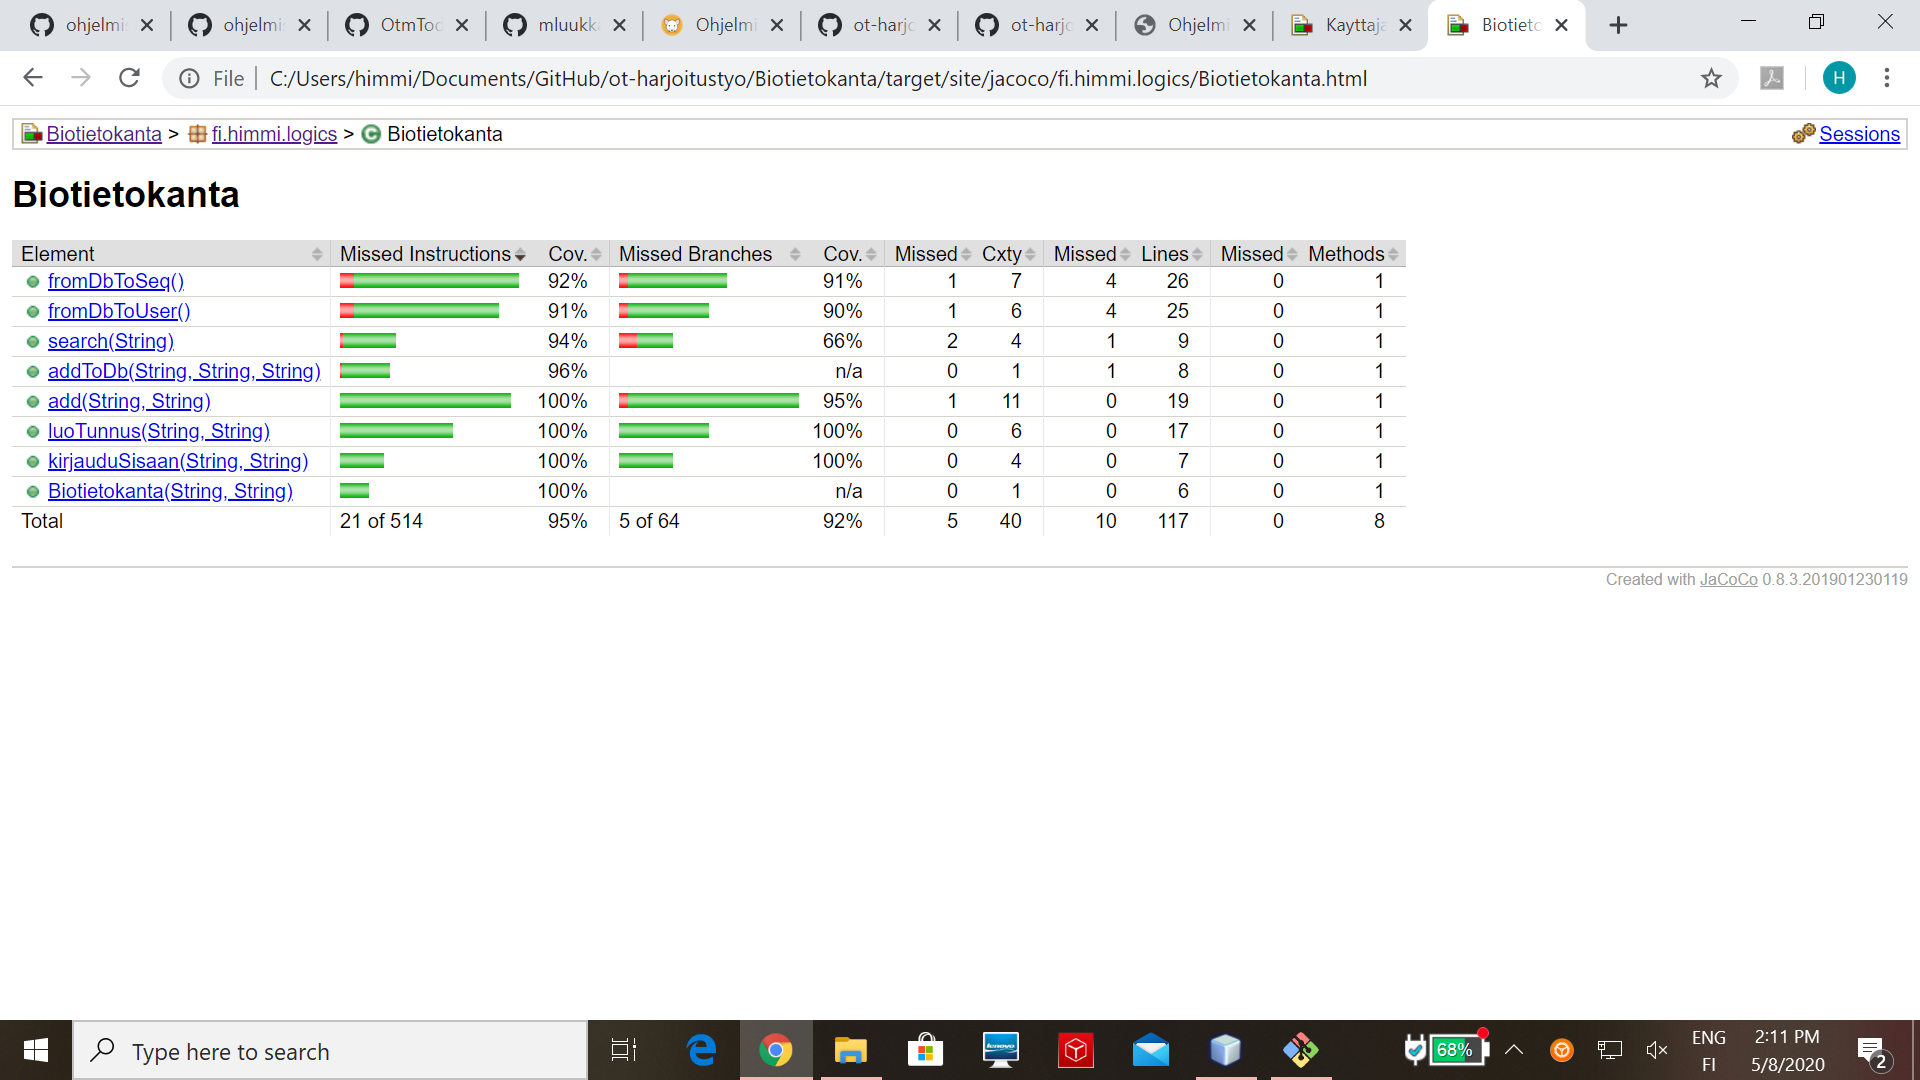 ohjelmi ohjelmi OtmTod mluukk Ohjelmi ot-harjo ot-harjo Ohjelmi Kayttaja Biotieto
File C:/Users/himmi/Documents/GitHub/ot-harjoitustyo/Biotietokanta/target/site/jacoco/fi.himmi.logics/Biotietokanta.html H
Biotietokanta > fi.himmi.logics > Biotietokanta Sessions
Biotietokanta
Element Missed Instructions Cov. Missed Branches Cov. Missed Cxty Missed Lines Missed Methods
fromDbToSeq() 92% 91% 1 7 4 26 0 1
fromDbToUser() 91% 90% 1 6 4 25 0 1
search(String) 94% 66% 2 4 1 9 0 1
addToDb(String, String, String) 96% n/a 0 1 1 8 0 1
add(String, String) 100% 95% 1 11 0 19 0 1
luoTunnus(String, String) 100% 100% 0 6 0 17 0 1
kirjauduSisaan(String, String) 100% 100% 0 4 0 7 0 1
Biotietokanta(String, String) 100% n/a 0 1 0 6 0 1
Total 21 of 514 95% 5 of 64 92% 5 40 10 117 0 8
Created with JaCoCo 0.8.3.201901230119
Type here to search lenovo 68% ENG 2:11 PM
FI 5/8/2020 2